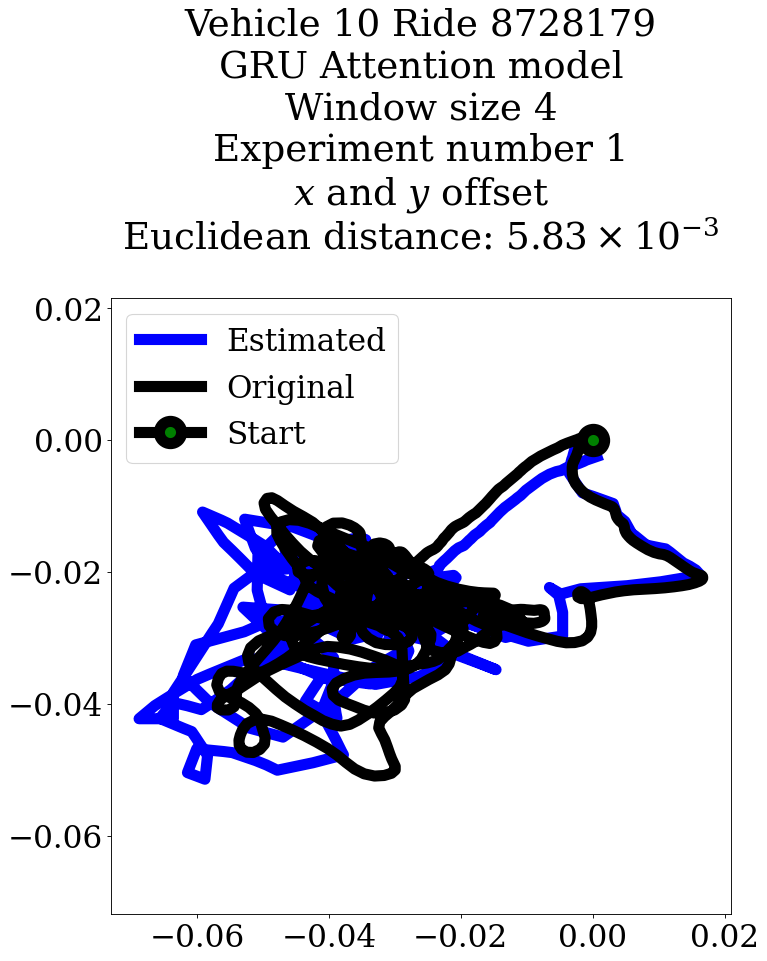 Vehicle 10 Ride 8728179
GRU Attention model
Window size 4
Experiment number 1
x and y offset
Euclidean distance: 5.83 × 10⁻³
0.02
Estimated
Original
Start
0.00
−0.02
−0.04
−0.06
−0.06 −0.04 −0.02 0.00 0.02